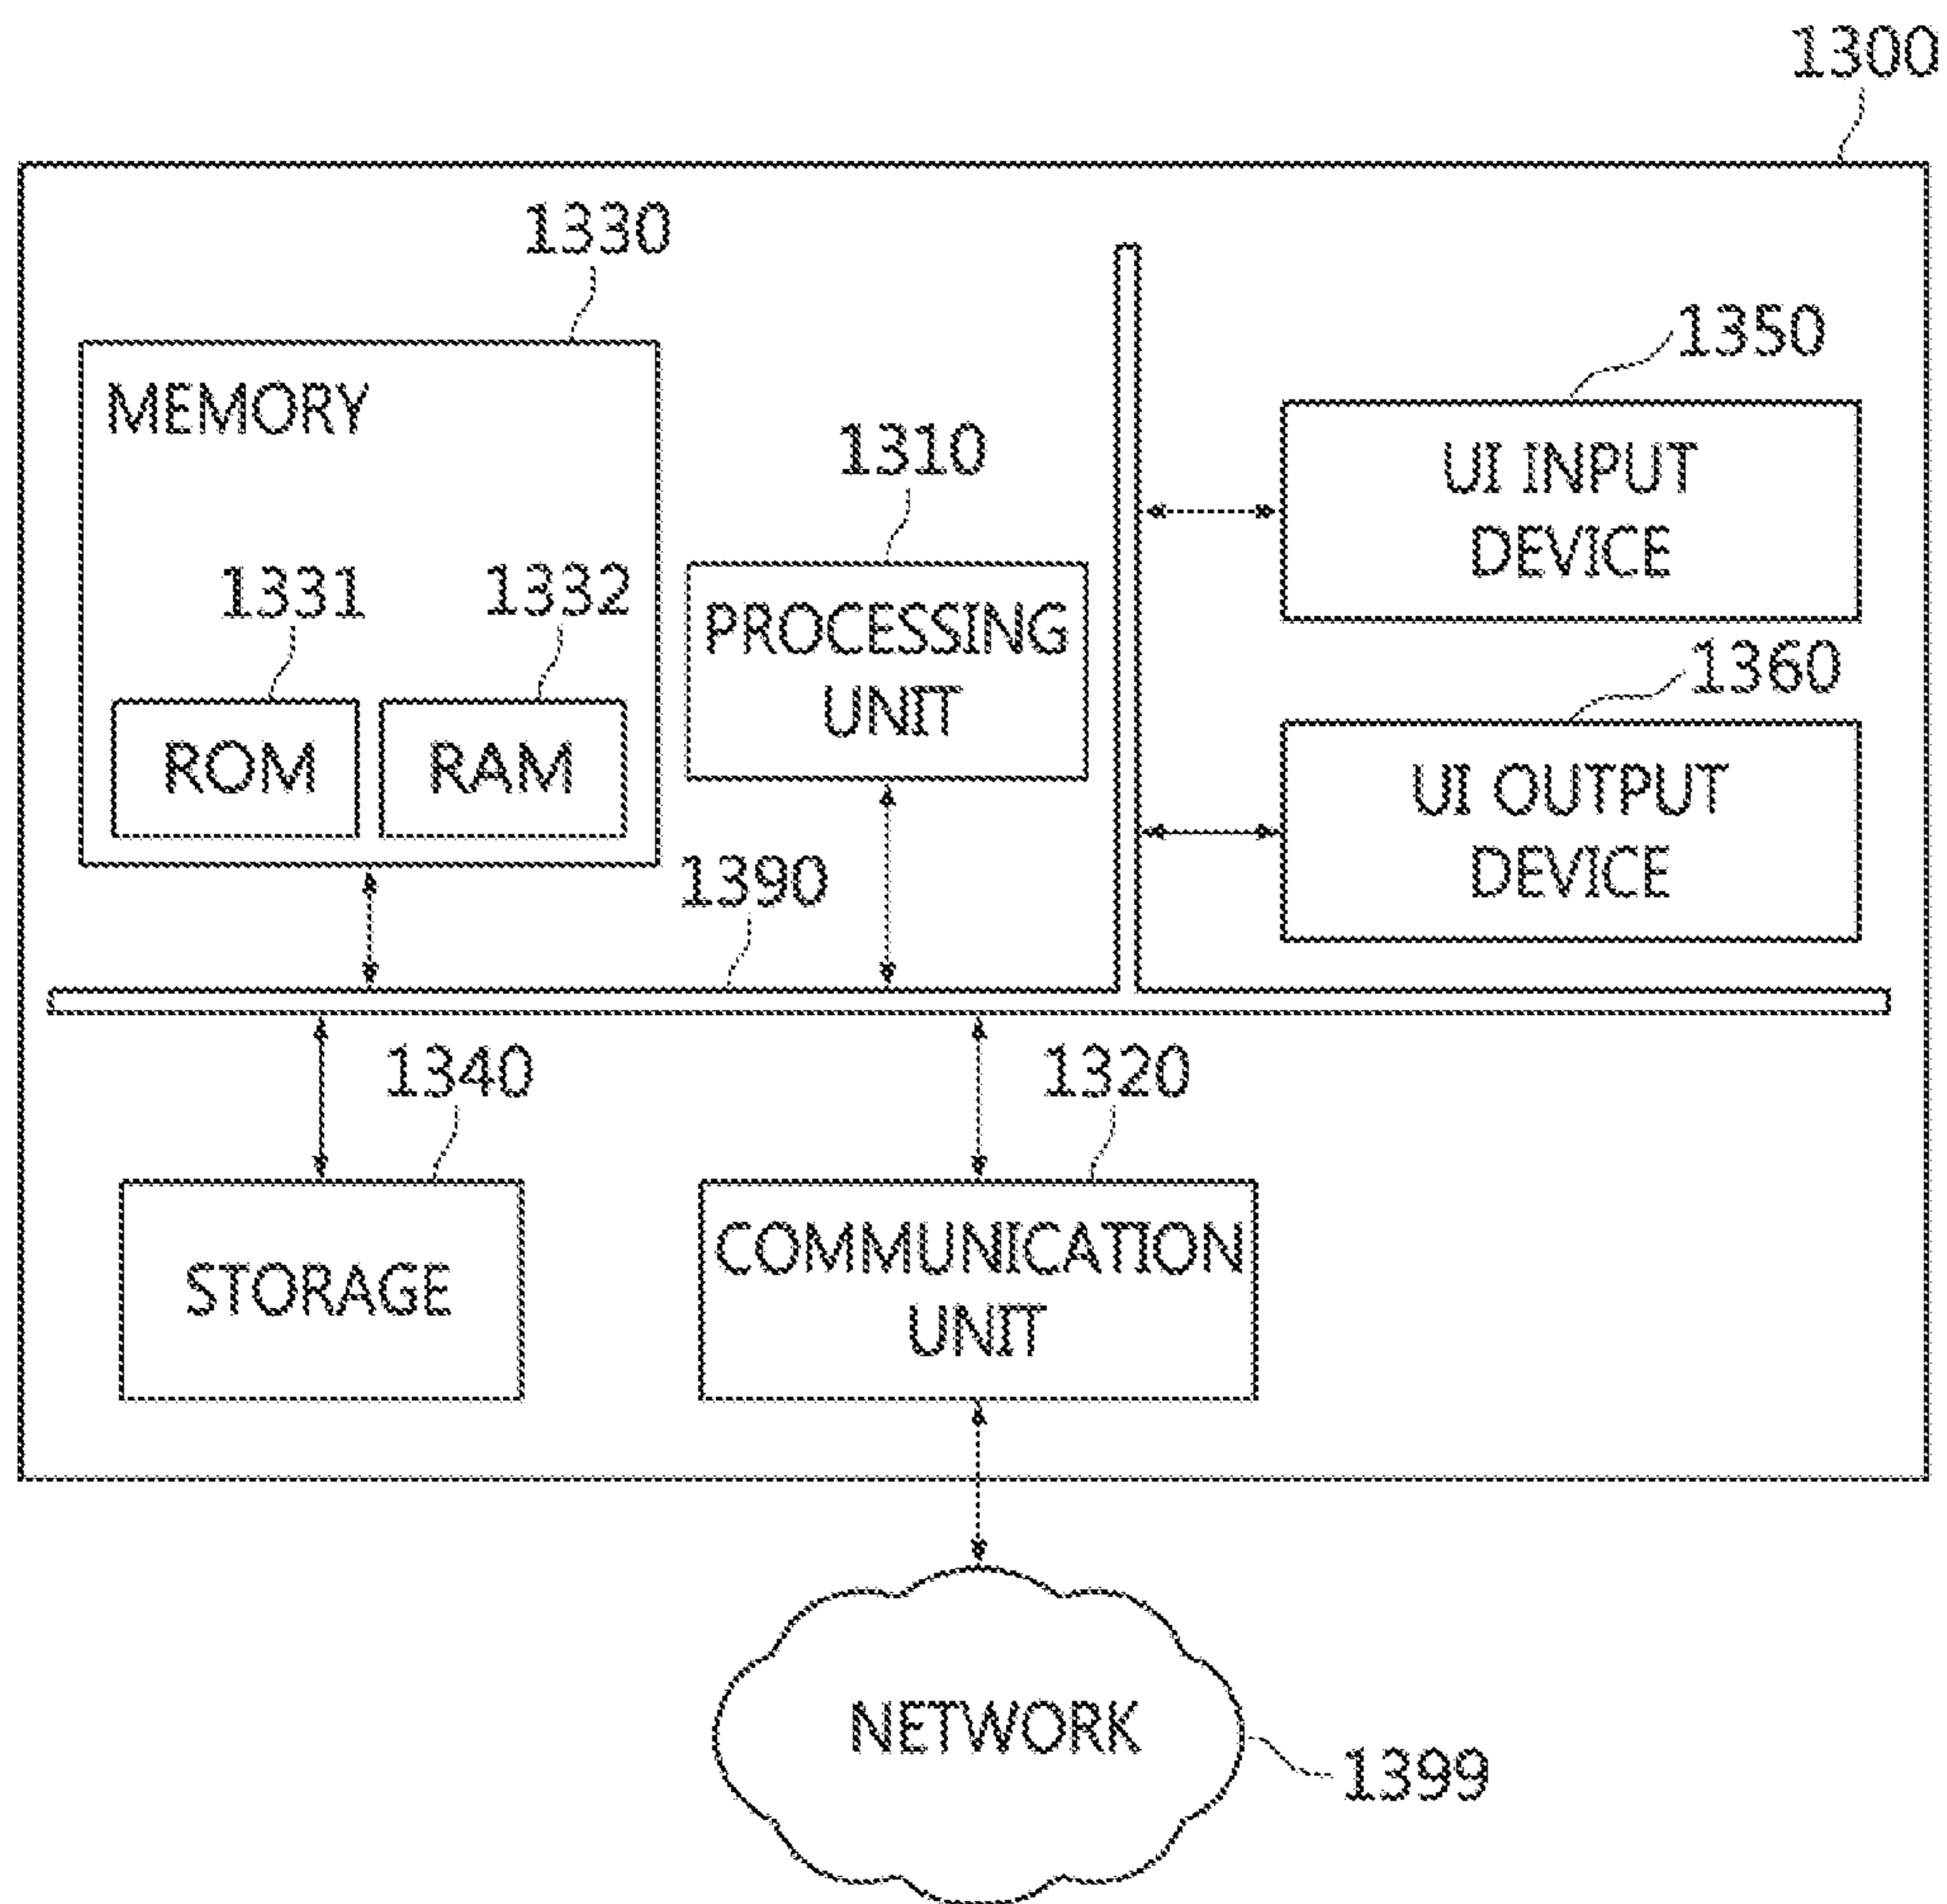 1300
1330
MEMORY
1331
1332
ROM
RAM
1310
PROCESSING
UNIT
1350
UI INPUT
DEVICE
1360
UI OUTPUT
DEVICE
1390
1340
STORAGE
1320
COMMUNICATION
UNIT
NETWORK
1399